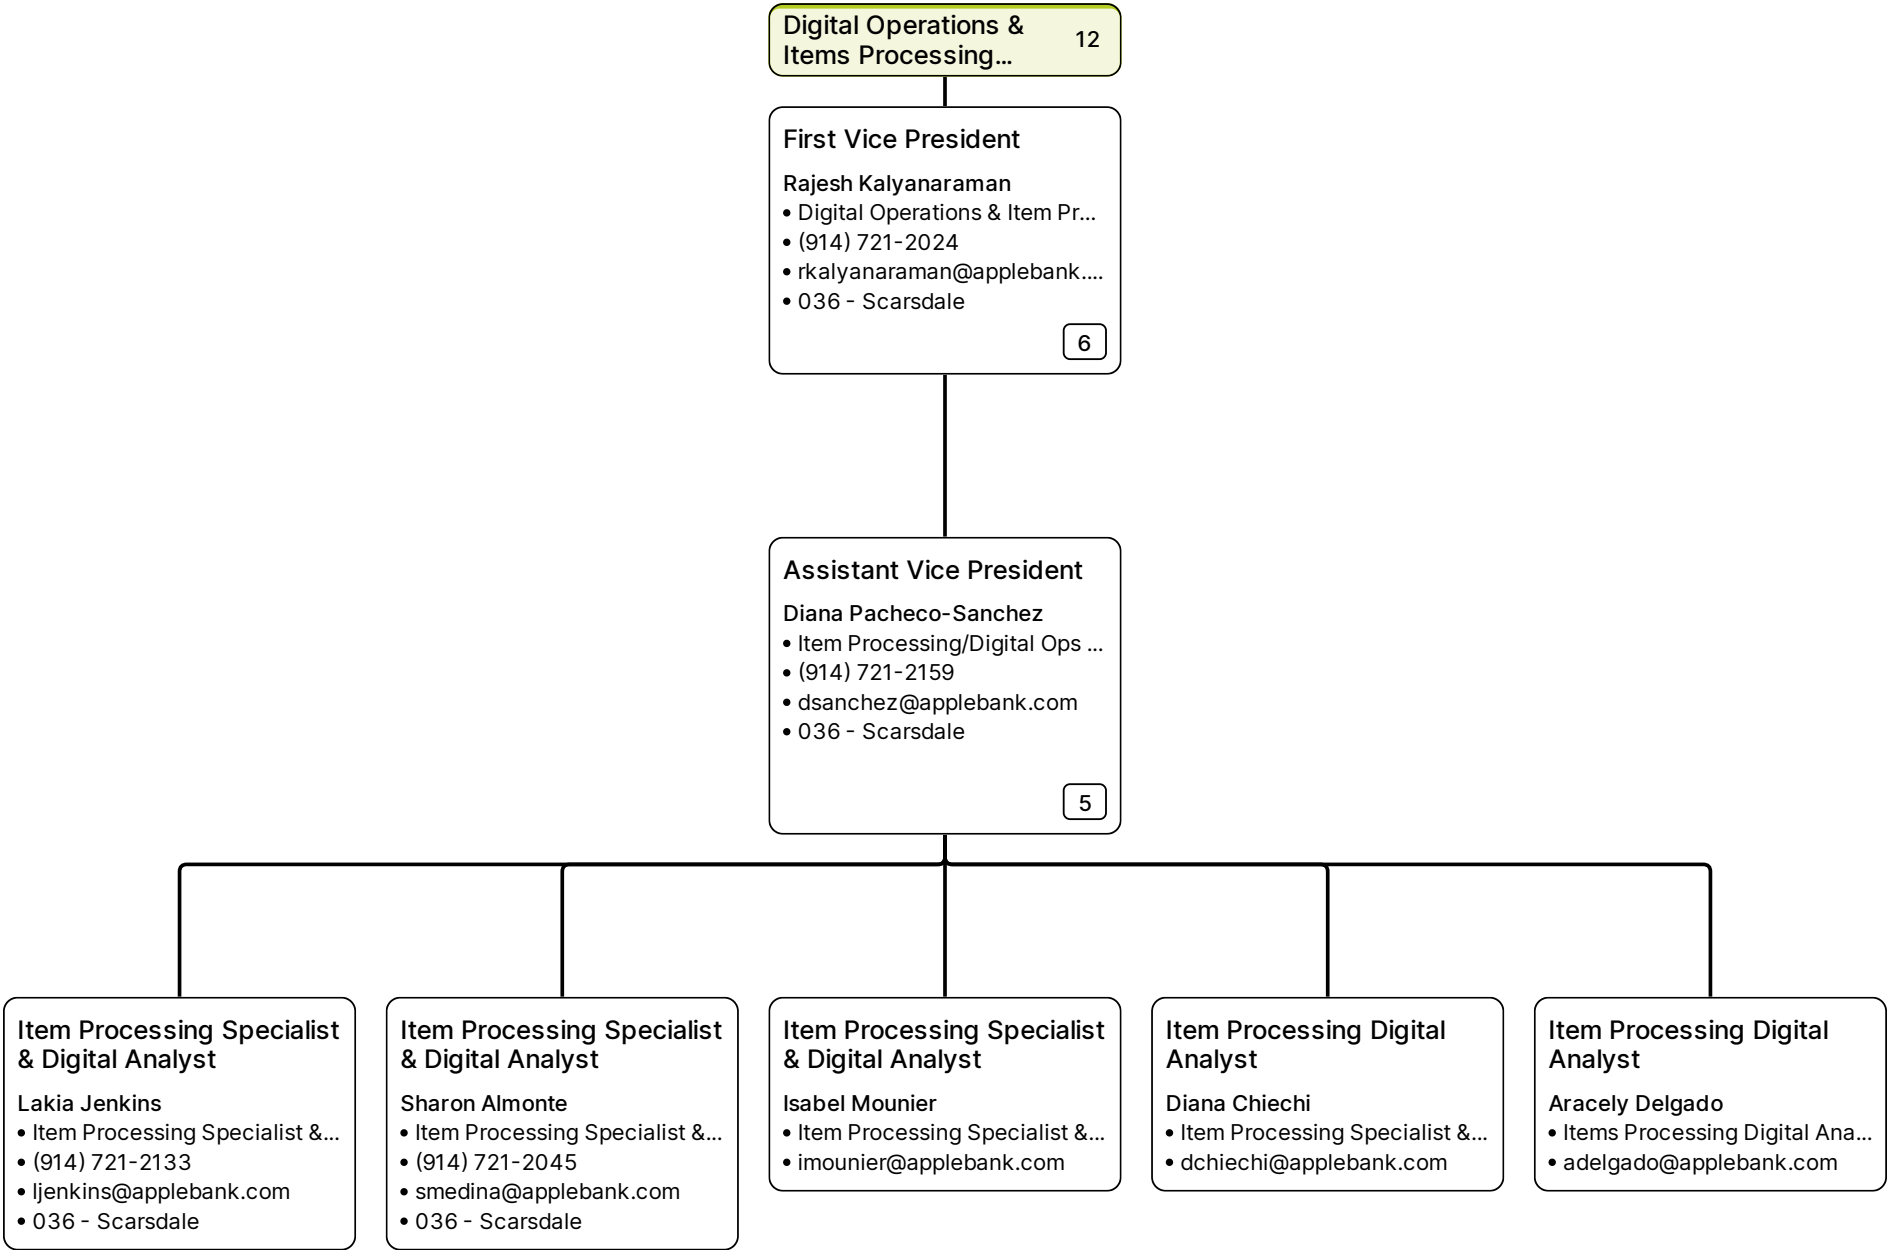 Digital Operations &
Items Processing...
12
First Vice President
Rajesh Kalyanaraman
• Digital Operations & Item Pr...
• (914) 721-2024
• rkalyanaraman@applebank....
• 036 - Scarsdale
6
Assistant Vice President
Diana Pacheco-Sanchez
• Item Processing/Digital Ops ...
• (914) 721-2159
• dsanchez@applebank.com
• 036 - Scarsdale
5
Item Processing Specialist
& Digital Analyst
Lakia Jenkins
• Item Processing Specialist &...
• (914) 721-2133
• ljenkins@applebank.com
• 036 - Scarsdale
Item Processing Specialist
& Digital Analyst
Sharon Almonte
• Item Processing Specialist &...
• (914) 721-2045
• smedina@applebank.com
• 036 - Scarsdale
Item Processing Specialist
& Digital Analyst
Isabel Mounier
• Item Processing Specialist &...
• imounier@applebank.com
Item Processing Digital
Analyst
Diana Chiechi
• Item Processing Specialist &...
• dchiechi@applebank.com
Item Processing Digital
Analyst
Aracely Delgado
• Items Processing Digital Ana...
• adelgado@applebank.com